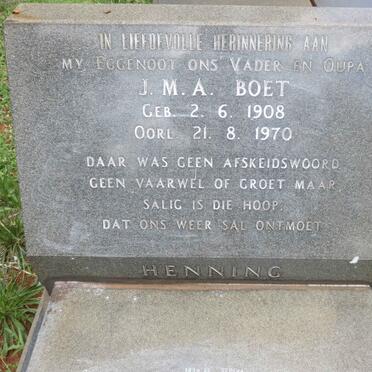 IN LIEFDEVOLLE HERINNERING AAN
MY EGGENOOT ONS VADER EN OUPA
J. M. A. BOET
GEB. 2. 6. 1908
OORL. 21. 8. 1970
DAAR WAS GEEN AFSKEIDSWOORD
GEEN VAARWEL OF GROET MAAR
SALIG IS DIE HOOP,
DAT ONS WEER SAL ONTMOET
HENNING